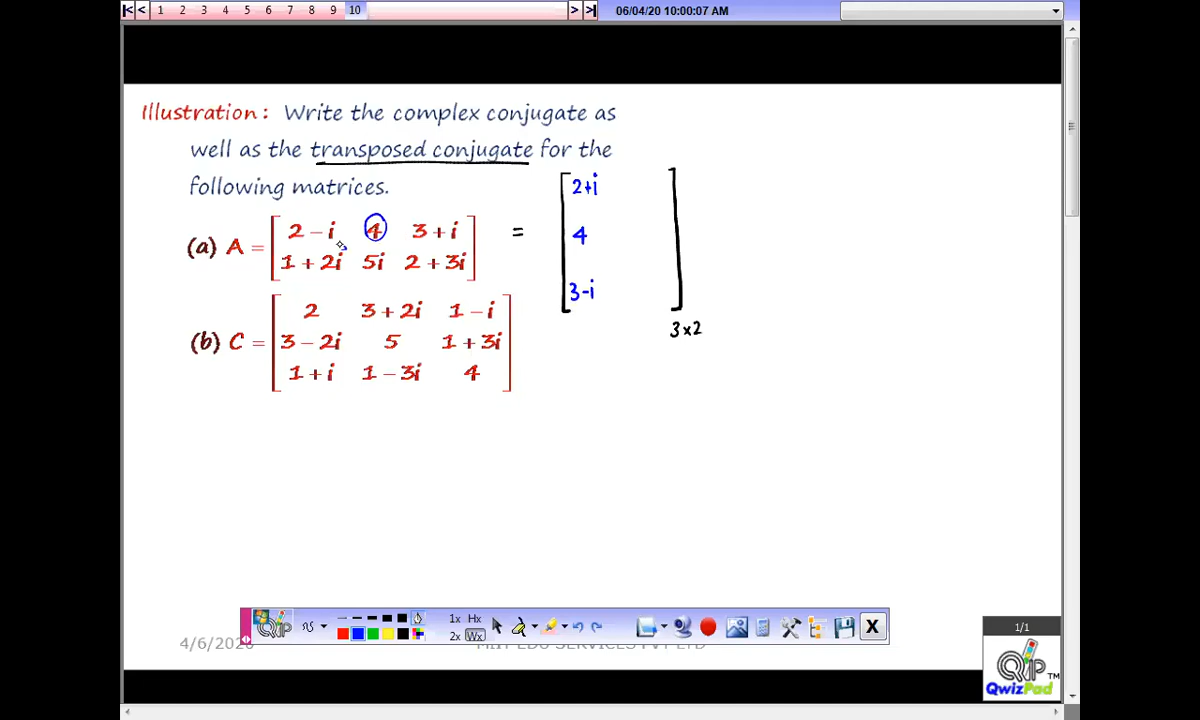 1 2 3 4 5 6 7 8 9 10
06/04/20 10:00:07 AM
Illustration: Write the complex conjugate as
well as the transposed conjugate for the
following matrices.
(a) A = [ 2 − i 4 3 + i
1 + 2i 5i 2 + 3i ] = [ 2+i
4
3-i ] 3×2
(b) C = [ 2 3 + 2i 1 − i
3 − 2i 5 1 + 3i
1 + i 1 − 3i 4 ]
1x Hx
2x Wx
4/6/202
1/1
QIP TM
QwizPad